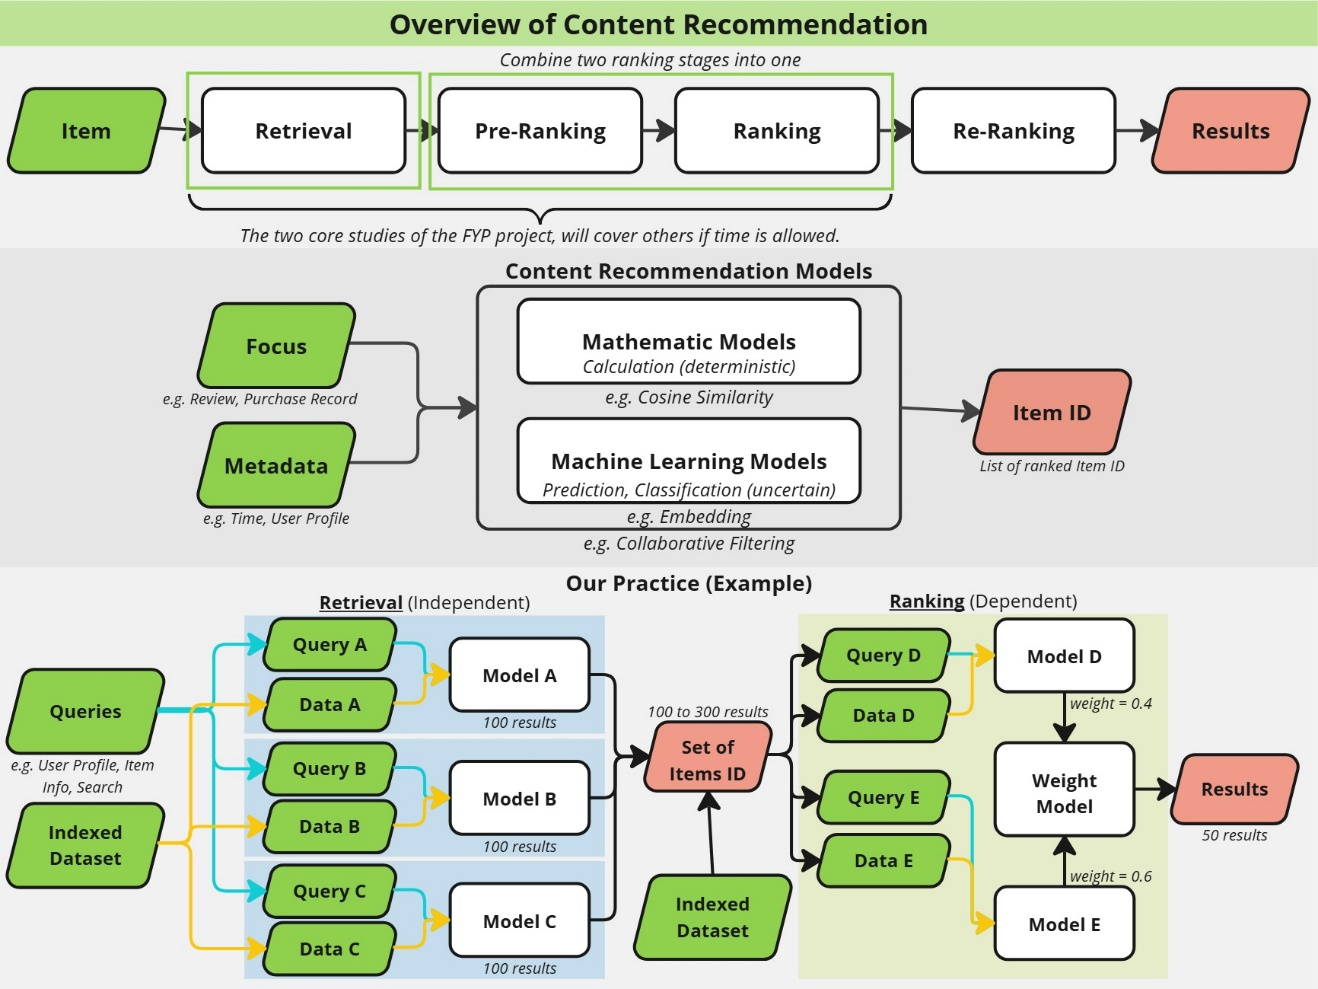 Overview of Content Recommendation
Combine two ranking stages into one
Item
Retrieval
Pre-Ranking
Ranking
Re-Ranking
Results
The two core studies of the FYP project, will cover others if time is allowed.
Content Recommendation Models
Focus
e.g. Review, Purchase Record
Metadata
e.g. Time, User Profile
Mathematic Models
Calculation (deterministic)
e.g. Cosine Similarity
Machine Learning Models
Prediction, Classification (uncertain)
e.g. Embedding
e.g. Collaborative Filtering
Item ID
List of ranked Item ID
Our Practice (Example)
Retrieval (Independent)
Ranking (Dependent)
Queries
e.g. User Profile, Item
Info, Search
Indexed
Dataset
Query A
Data A
Model A
100 results
Query B
Data B
Model B
100 results
Query C
Data C
Model C
100 results
100 to 300 results
Set of
Items ID
Indexed
Dataset
Query D
Data D
Model D
weight = 0.4
Query E
Data E
Weight
Model
weight = 0.6
Model E
Results
50 results